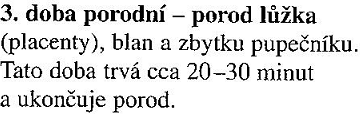 3. doba porodní – porod lůžka
(placenty), blan a zbytku pupečníku.
Tato doba trvá cca 20–30 minut
a ukončuje porod.